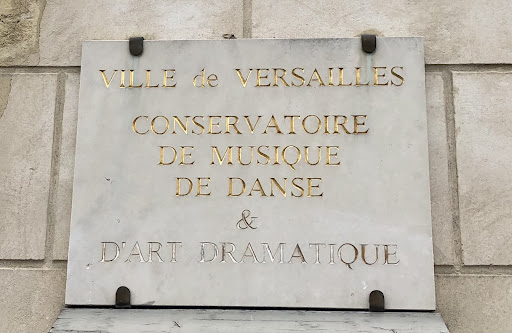 VILLE de VERSAILLES
CONSERVATOIRE
DE MUSIQUE
DE DANSE
&
D'ART DRAMATIQUE